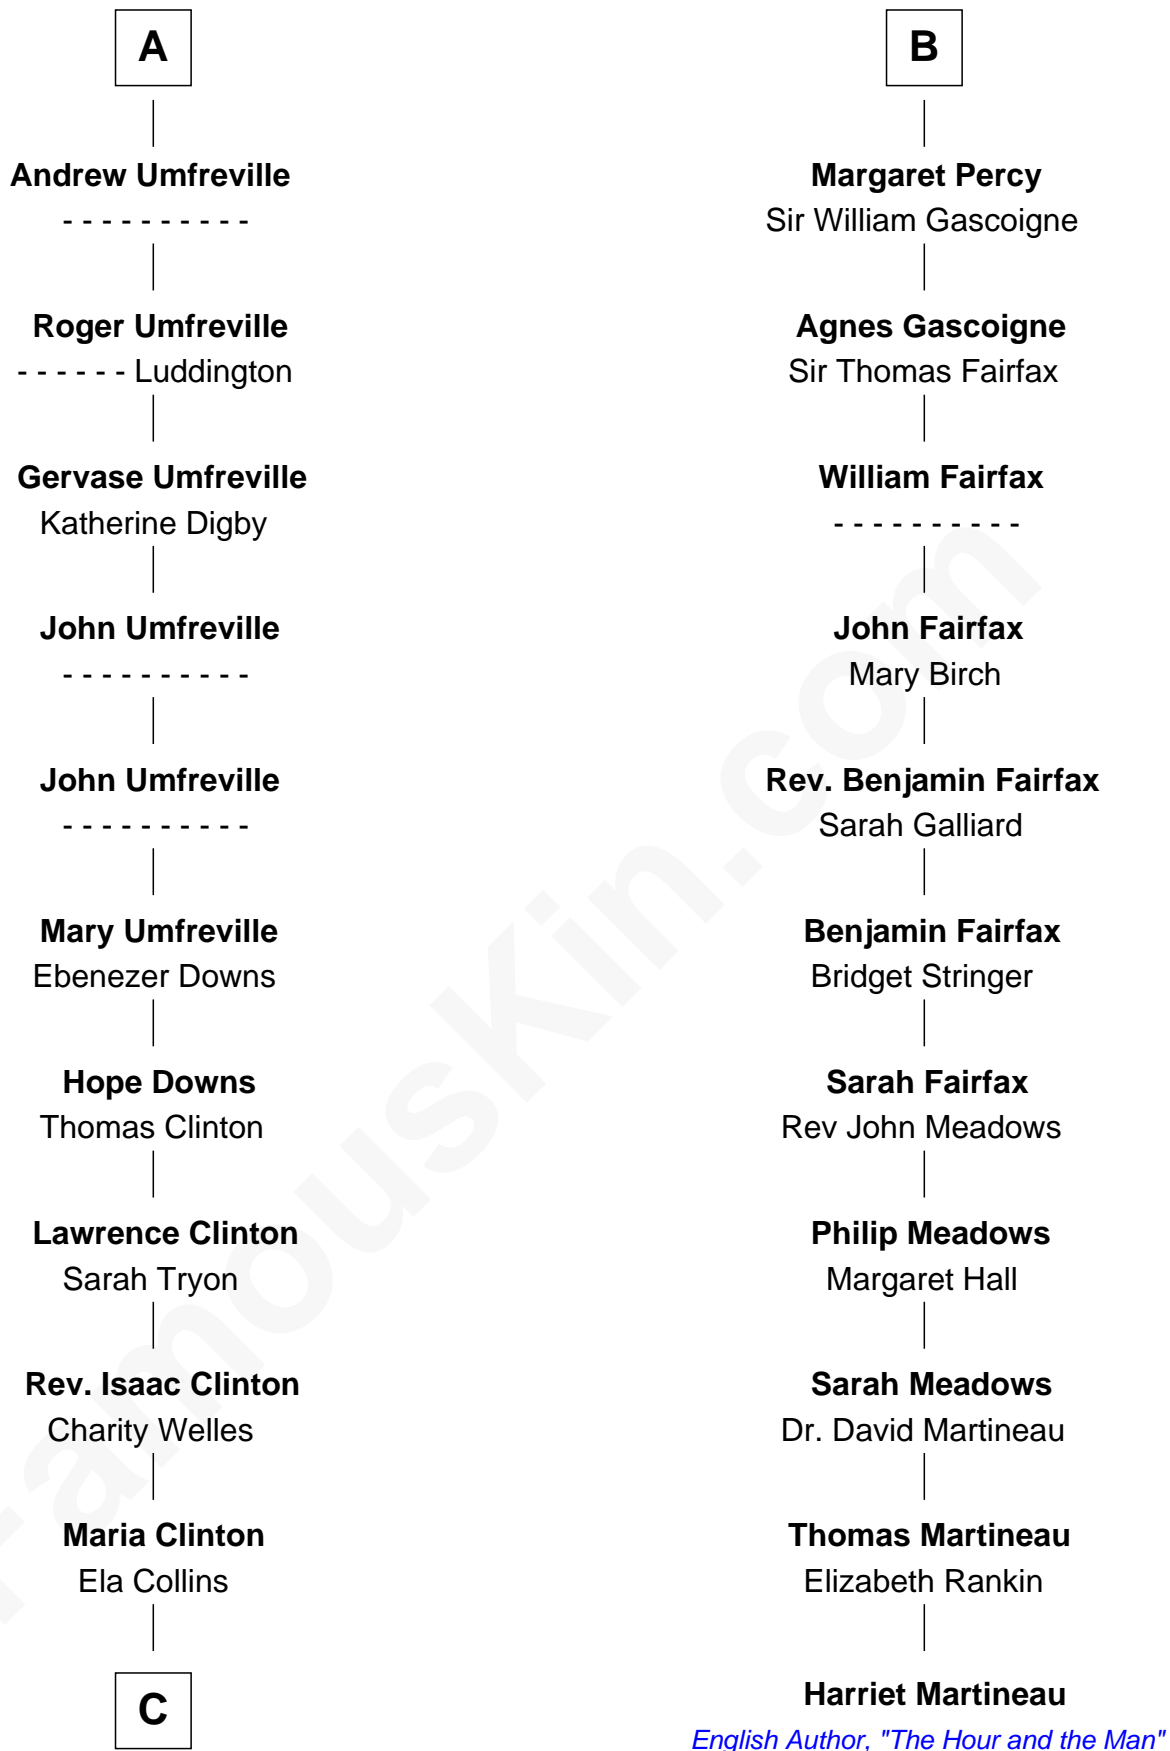 A
Andrew Umfreville
- - - - - - - - - -
Roger Umfreville
- - - - - - Luddington
Gervase Umfreville
Katherine Digby
John Umfreville
- - - - - - - - - -
John Umfreville
- - - - - - - - - -
Mary Umfreville
Ebenezer Downs
Hope Downs
Thomas Clinton
Lawrence Clinton
Sarah Tryon
Rev. Isaac Clinton
Charity Welles
Maria Clinton
Ela Collins
C
B
Margaret Percy
Sir William Gascoigne
Agnes Gascoigne
Sir Thomas Fairfax
William Fairfax
- - - - - - - - - -
John Fairfax
Mary Birch
Rev. Benjamin Fairfax
Sarah Galliard
Benjamin Fairfax
Bridget Stringer
Sarah Fairfax
Rev John Meadows
Philip Meadows
Margaret Hall
Sarah Meadows
Dr. David Martineau
Thomas Martineau
Elizabeth Rankin
Harriet Martineau
English Author, "The Hour and the Man"
FamousKin.com